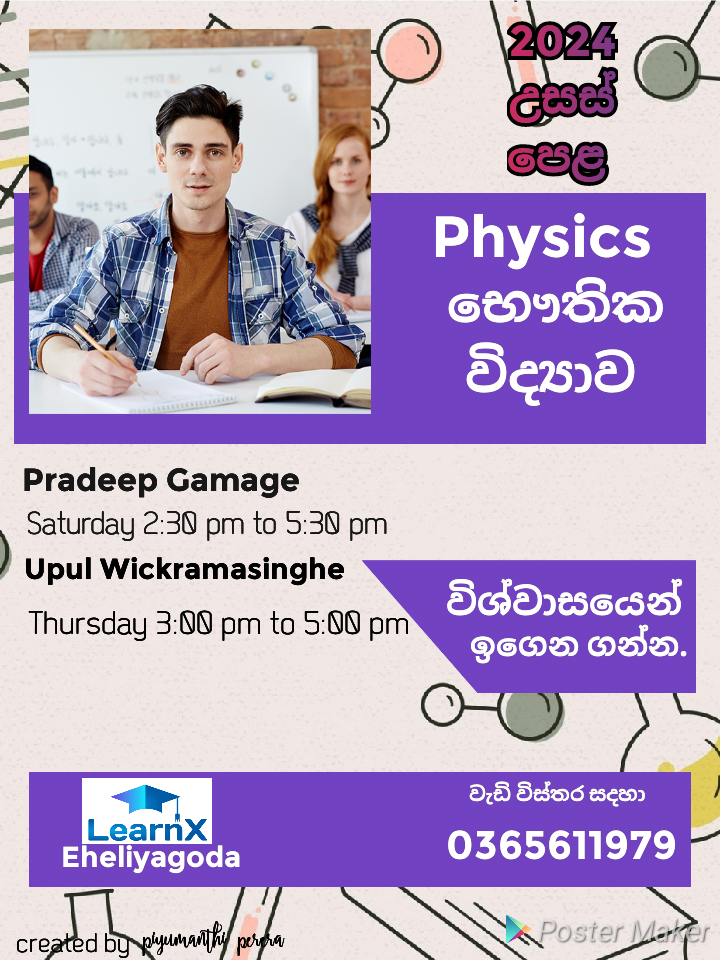 2024
උසස්
පෙළ
Physics
භෞතික
විද්‍යාව
Pradeep Gamage
Saturday 2:30 pm to 5:30 pm
Upul Wickramasinghe
Thursday 3:00 pm to 5:00 pm
විශ්වාසයෙන්
ඉගෙන ගන්න.
LearnX
Eheliyagoda
වැඩි විස්තර සදහා
0365611979
created by piyumanthi perera
Poster Maker